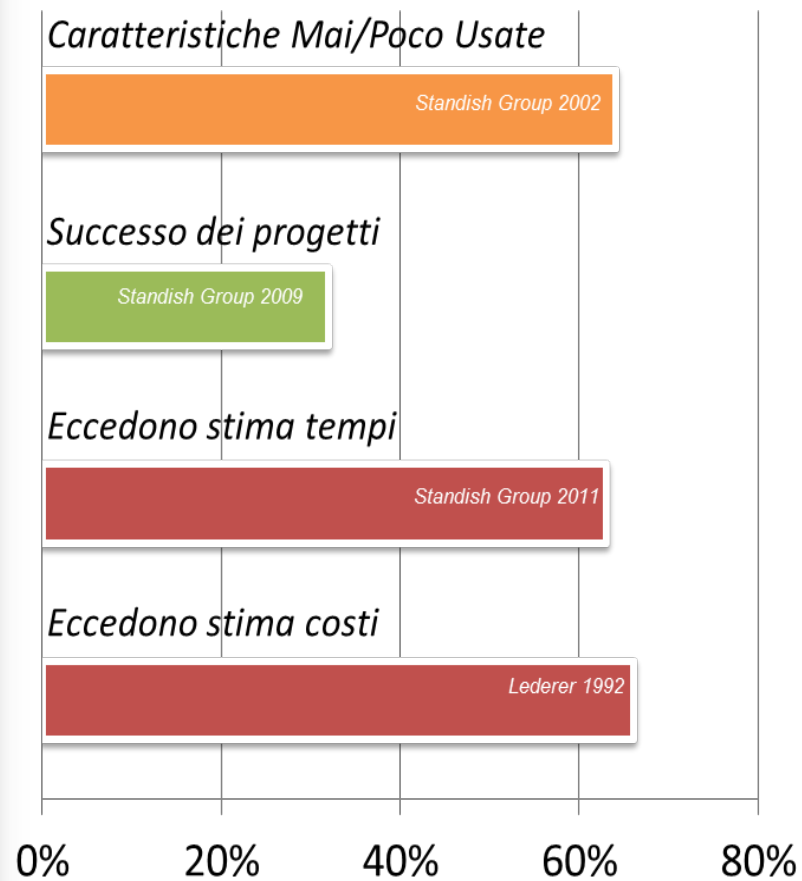 Caratteristiche Mai/Poco Usate
Standish Group 2002
Successo dei progetti
Standish Group 2009
Eccedono stima tempi
Standish Group 2011
Eccedono stima costi
Lederer 1992
0% 20% 40% 60% 80%